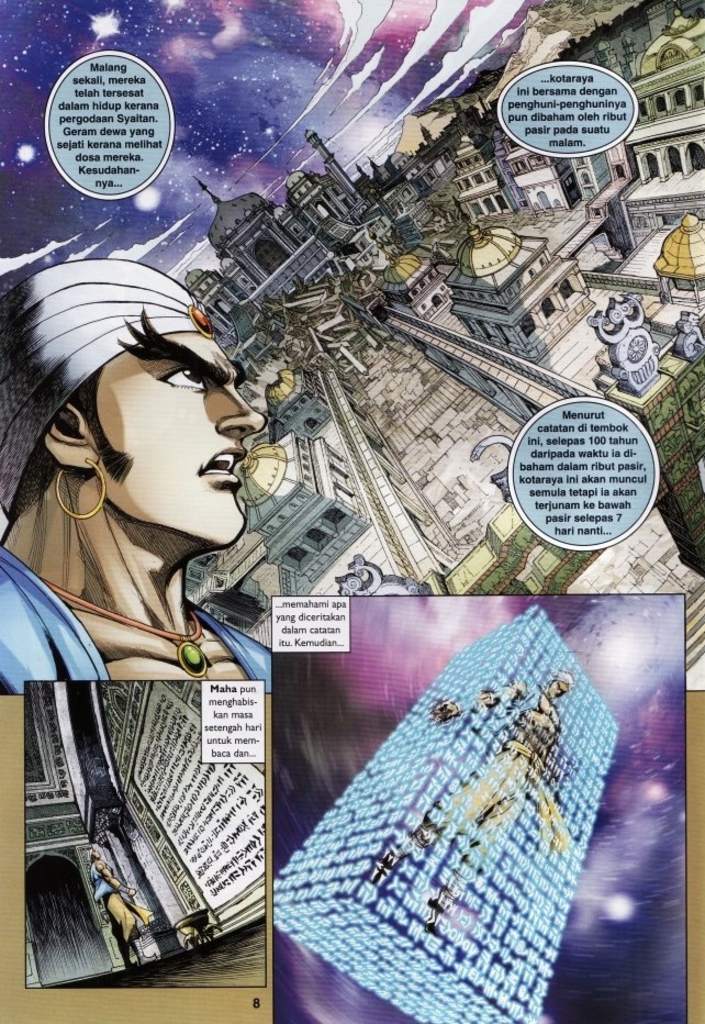 Malang
sekali, mereka
telah tersesat
dalam hidup kerana
pergodaan Syaitan.
Geram dewa yang
sejati kerana melihat
dosa mereka.
Kesudahan-
nya...
...kotaraya
ini bersama dengan
penghuni-penghuninya
pun dibaham oleh ribut
pasir pada suatu
malam.
Menurut
catatan di tembok
ini, selepas 100 tahun
daripada waktu ia di-
baham dalam ribut pasir,
kotaraya ini akan muncul
semula tetapi ia akan
terjunam ke bawah
pasir selepas 7
hari nanti...
Maha pun
menghabis-
kan masa
setengah hari
untuk mem-
baca dan...
...memahami apa
yang diceritakan
dalam catatan
itu. Kemudian...
8